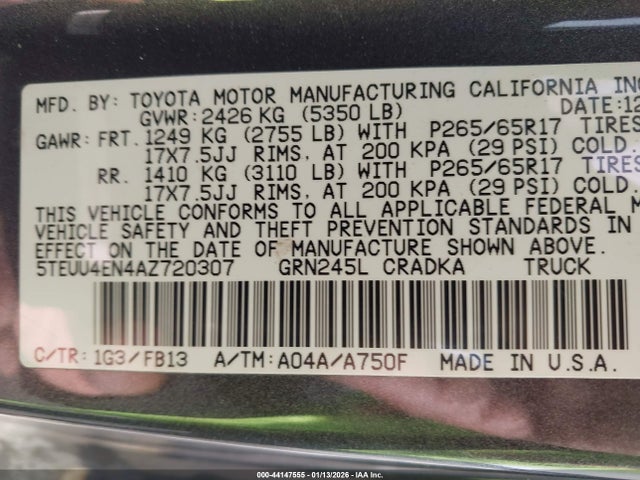 MFD. BY: TOYOTA MOTOR MANUFACTURING CALIFORNIA INC
GVWR: 2426 KG (5350 LB) DATE:12
GAWR: FRT. 1249 KG (2755 LB) WITH P265/65R17 TIRES
17X7.5JJ RIMS, AT 200 KPA (29 PSI) COLD.
RR. 1410 KG (3110 LB) WITH P265/65R17 TIRES
17X7.5JJ RIMS, AT 200 KPA (29 PSI) COLD.
THIS VEHICLE CONFORMS TO ALL APPLICABLE FEDERAL M
VEHICLE SAFETY AND THEFT PREVENTION STANDARDS IN
EFFECT ON THE DATE OF MANUFACTURE SHOWN ABOVE.
5TEUU4EN4AZ720307 GRN245L CRADKA TRUCK
C/TR: 1G3/FB13 A/TM: A04A/A750F MADE IN U.S.A.
000-44147555 - 01/13/2026 - IAA Inc.